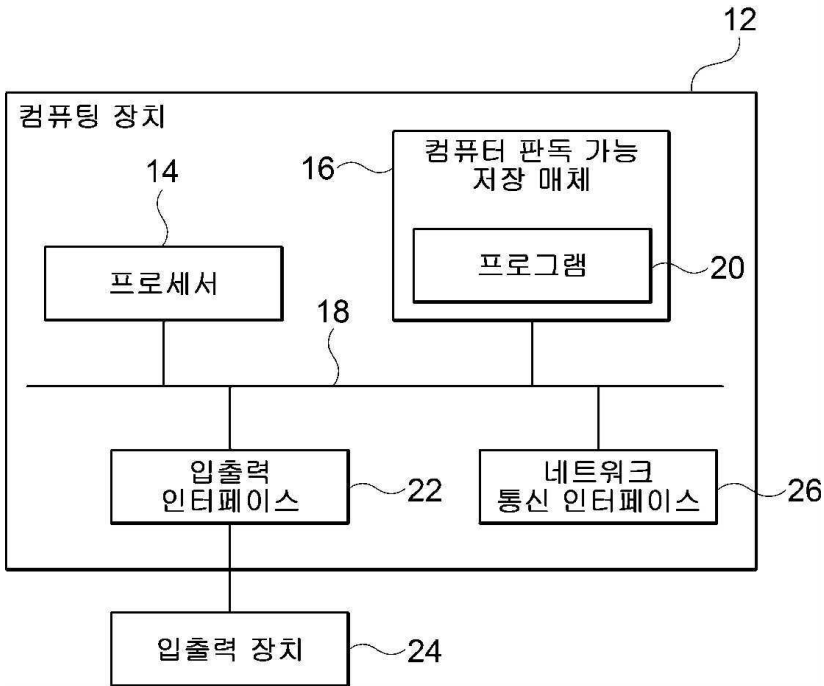 12
컴퓨팅 장치
14
16
컴퓨터 판독 가능
저장 매체
프로세서
프로그램
20
18
입출력
인터페이스
22
네트워크
통신 인터페이스
26
입출력 장치
24